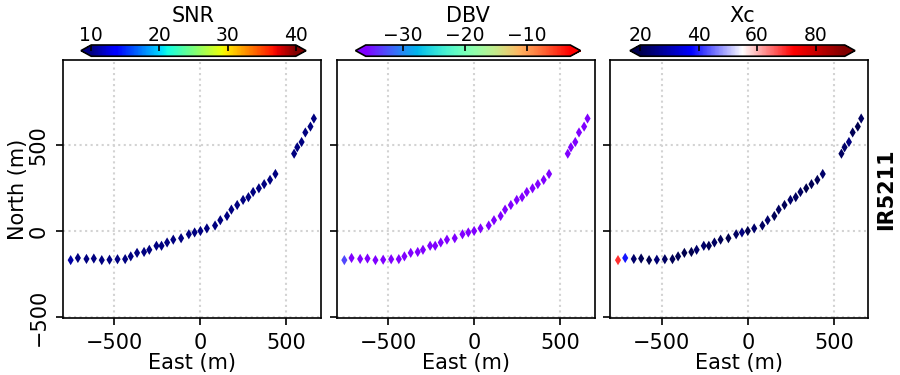 SNR DBV Xc
10 20 30 40 −30 −20 −10 20 40 60 80
North (m)
500
0
−500
IR5211
−500 0 500 −500 0 500 −500 0 500
East (m) East (m) East (m)